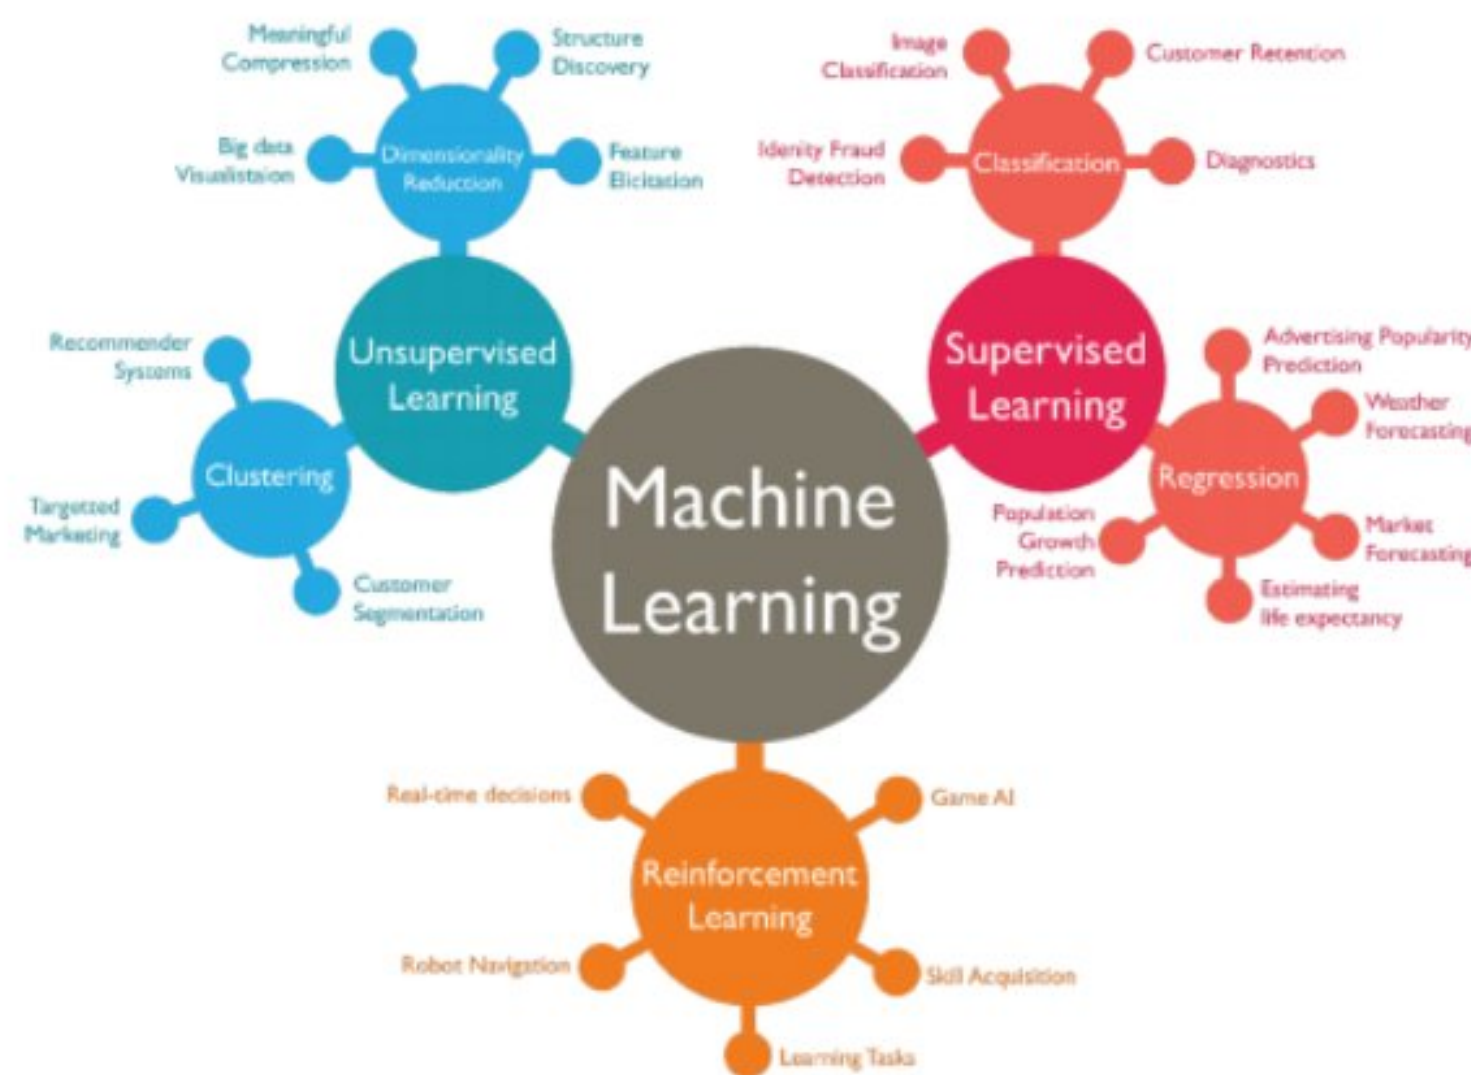 Meaningful
Compression
Structure
Discovery
Big data
Visualistaion
Dimensionality
Reduction
Feature
Elicitation
Image
Classification
Customer Retention
Idenity Fraud
Detection
Classification
Diagnostics
Unsupervised
Learning
Supervised
Learning
Recommender
Systems
Clustering
Targetted
Marketing
Customer
Segmentation
Machine
Learning
Advertising Popularity
Prediction
Weather
Forecasting
Regression
Population
Growth
Prediction
Market
Forecasting
Estimating
life expectancy
Real-time decisions
Game AI
Reinforcement
Learning
Robot Navigation
Skill Acquisition
Learning Tasks